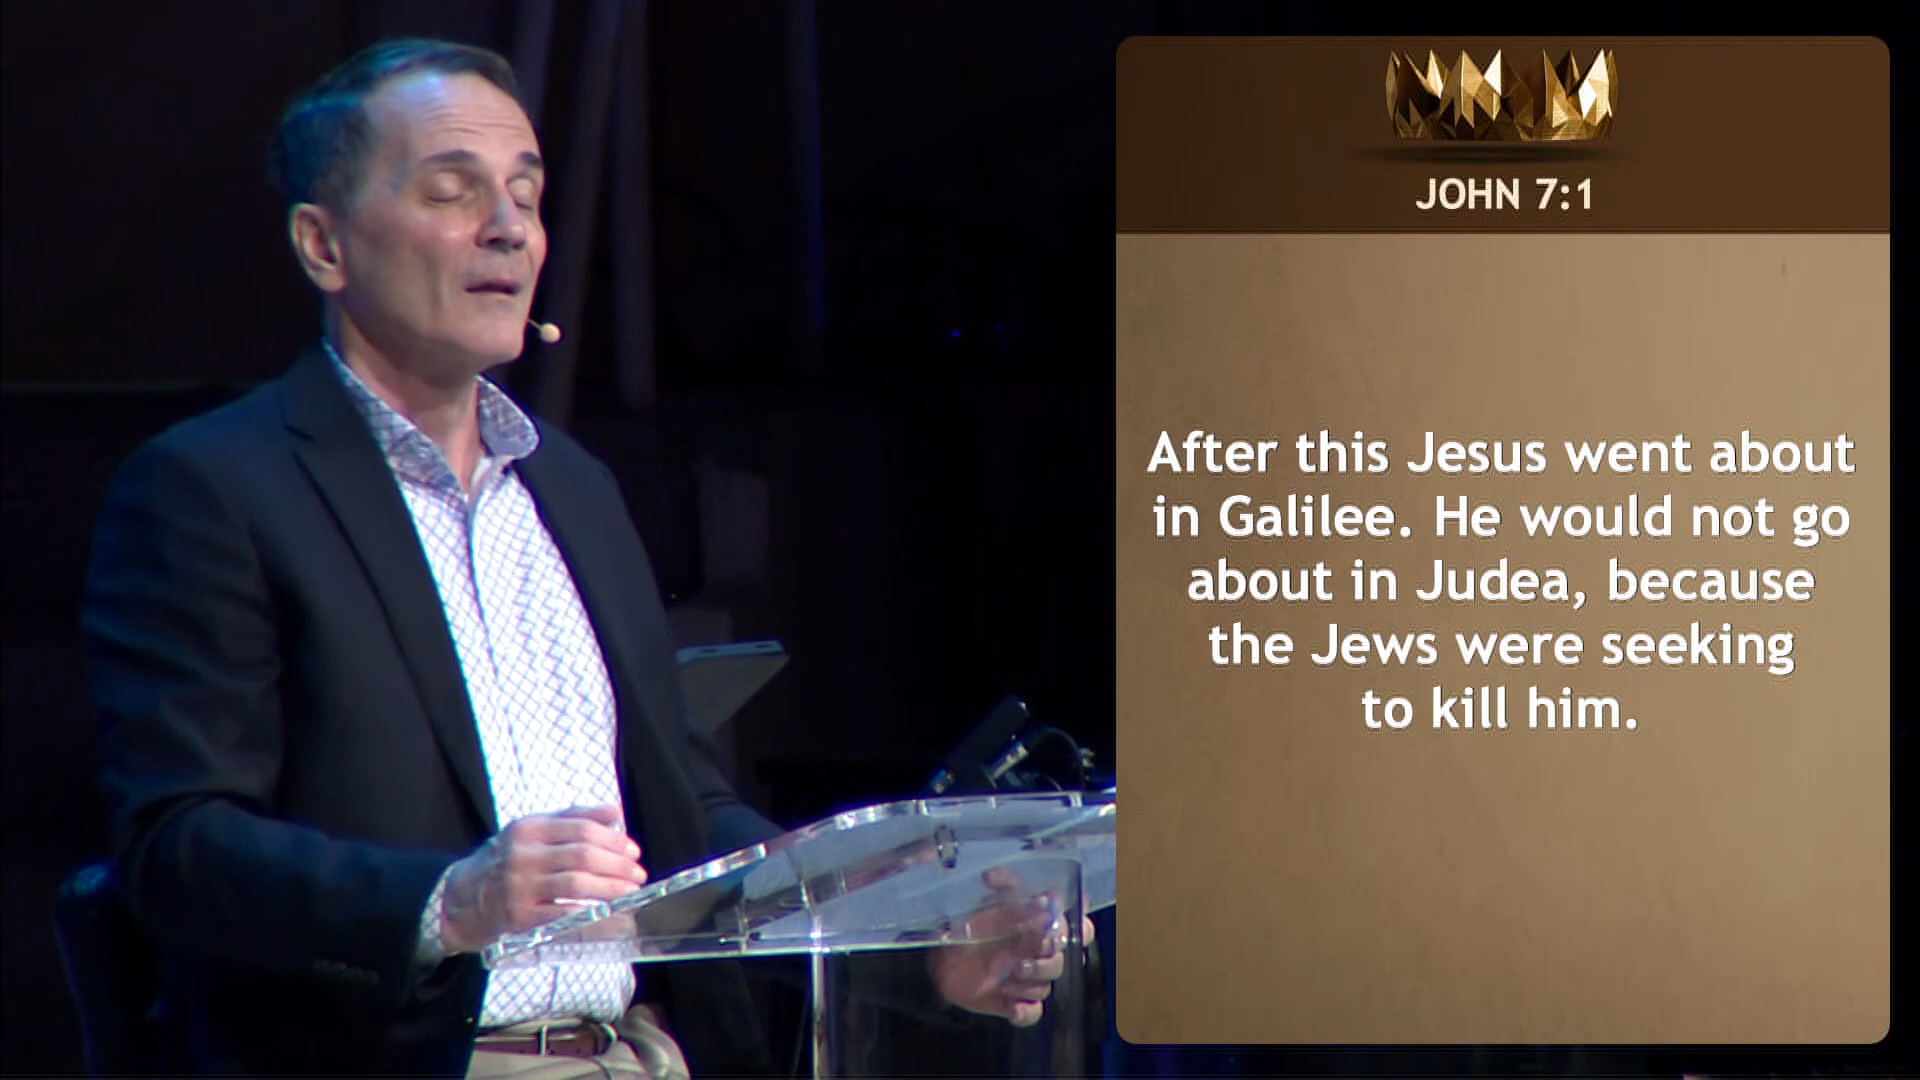 JOHN 7:1
After this Jesus went about
in Galilee. He would not go
about in Judea, because
the Jews were seeking
to kill him.